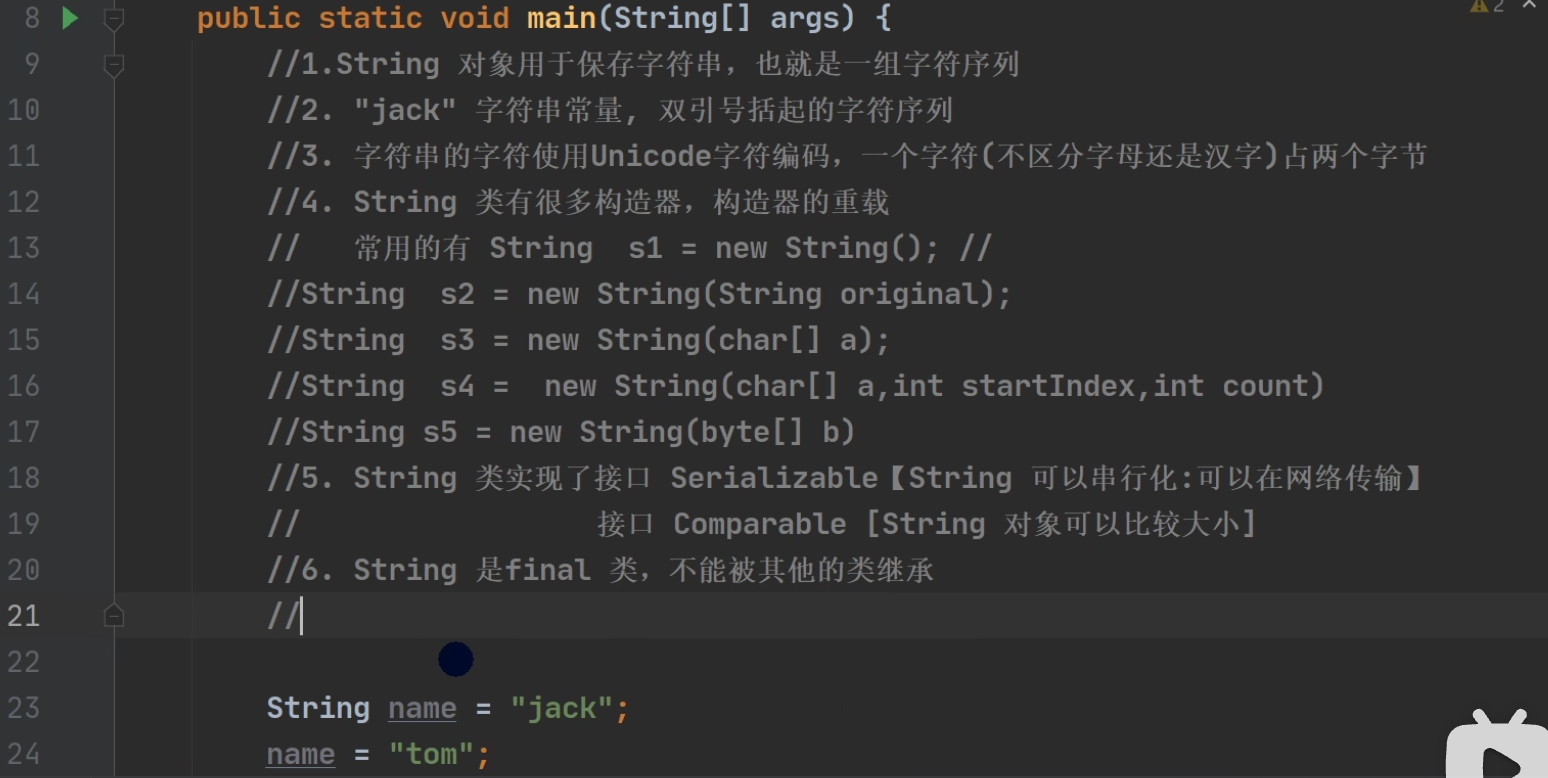 8 public static void main(String[] args) { 2
9 //1.String 对象用于保存字符串，也就是一组字符序列
10 //2. "jack" 字符串常量, 双引号括起的字符序列
11 //3. 字符串的字符使用Unicode字符编码，一个字符(不区分字母还是汉字)占两个字节
12 //4. String 类有很多构造器，构造器的重载
13 //   常用的有 String  s1 = new String(); //
14 //String  s2 = new String(String original);
15 //String  s3 = new String(char[] a);
16 //String  s4 =  new String(char[] a,int startIndex,int count)
17 //String s5 = new String(byte[] b)
18 //5. String 类实现了接口 Serializable【String 可以串行化:可以在网络传输】
19 //                 接口 Comparable [String 对象可以比较大小]
20 //6. String 是final 类，不能被其他的类继承
21 //
22
23 String name = "jack";
24 name = "tom";